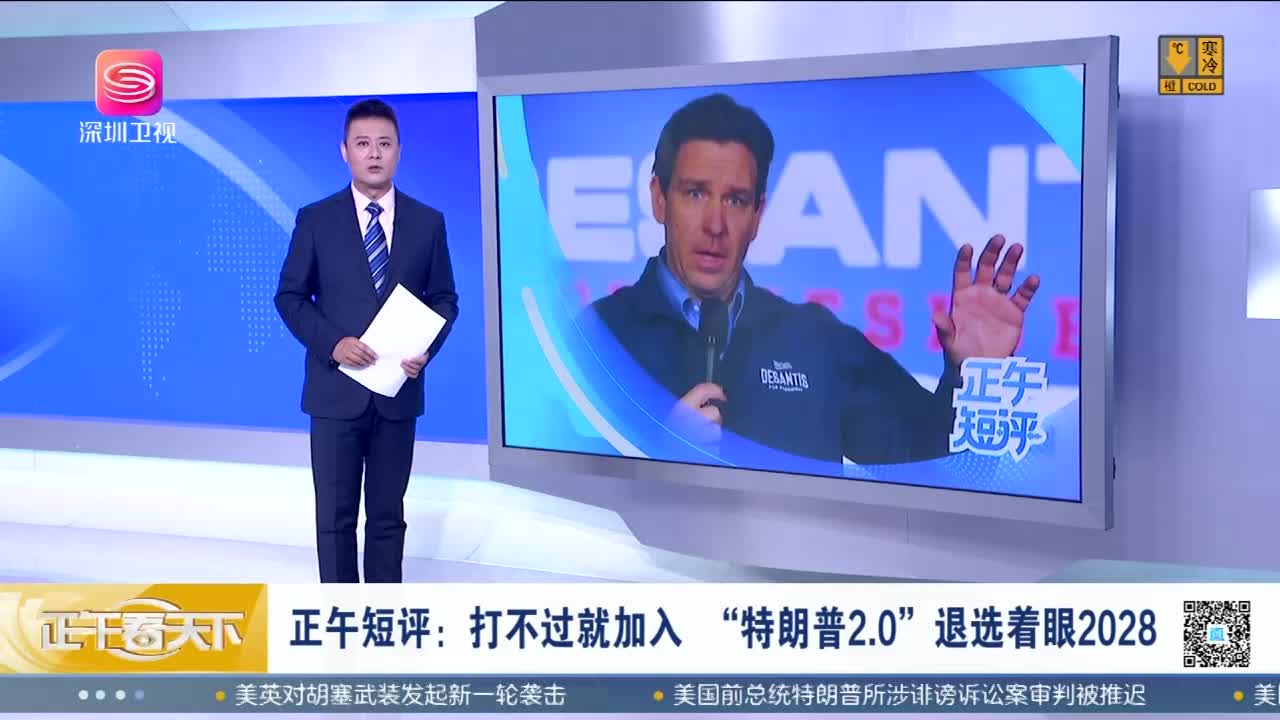 深圳卫视
℃
寒冷
橙
COLD
ESANT
DESANTIS
正午
短评
正午看天下
正午短评：打不过就加入 “特朗普2.0”退选着眼2028
美英对胡塞武装发起新一轮袭击
美国前总统特朗普所涉诽谤诉讼案审判被推迟